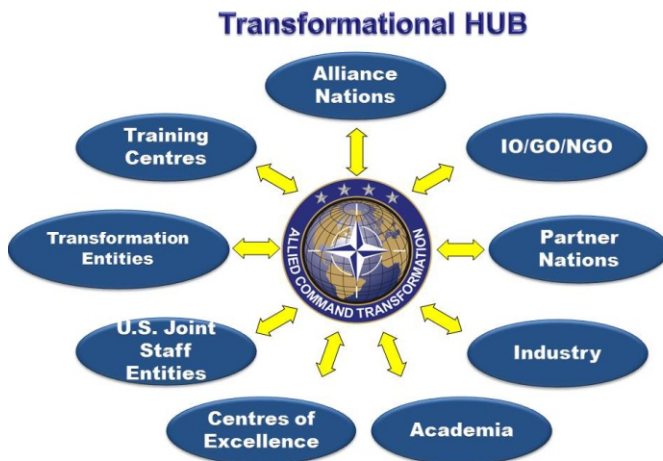 Transformational HUB
Alliance
Nations
Training
Centres
IO/GO/NGO
Transformation
Entities
Partner
Nations
ALLIED COMMAND TRANSFORMATION
U.S. Joint
Staff
Entities
Industry
Centres of
Excellence
Academia